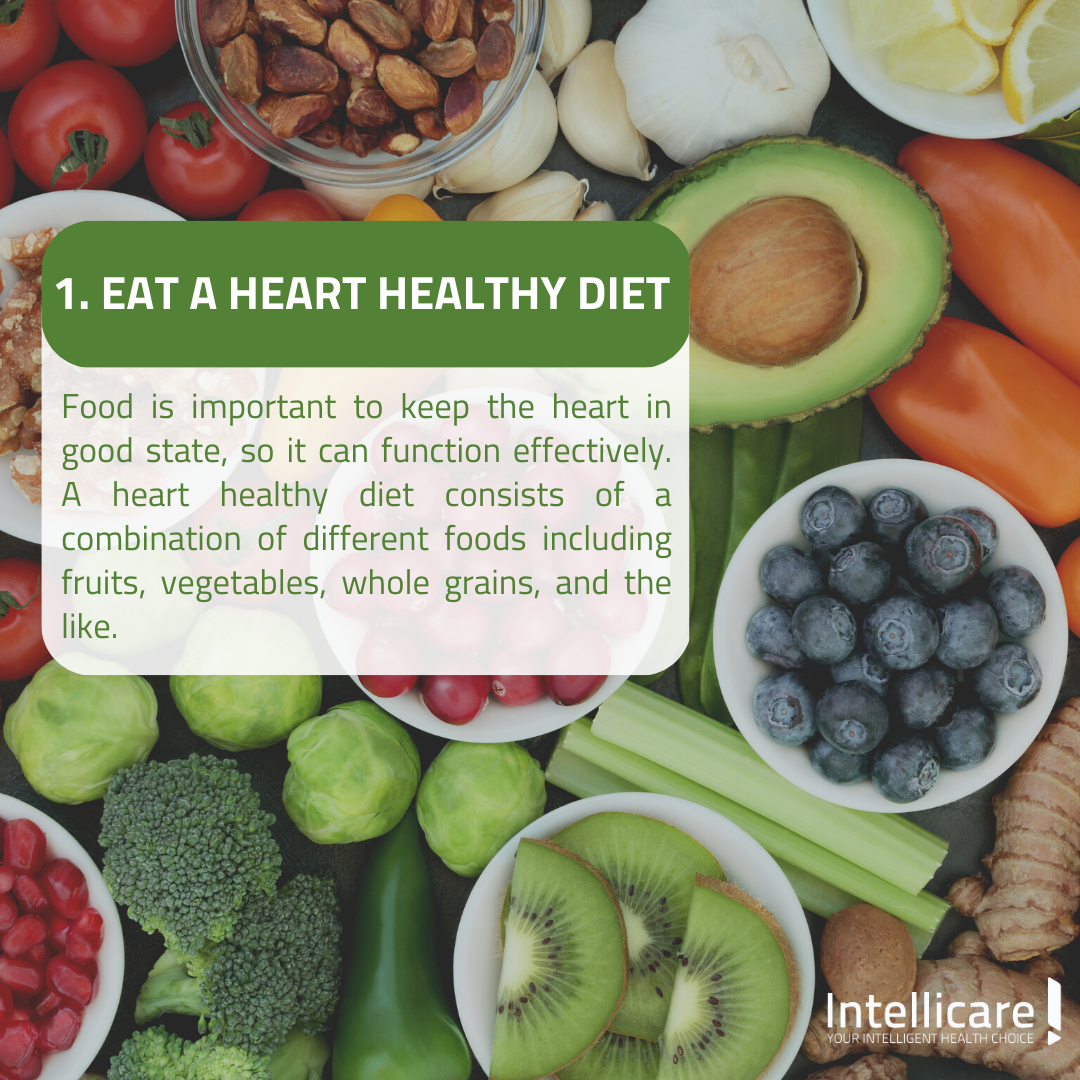 1. EAT A HEART HEALTHY DIET
Food is important to keep the heart in
good state, so it can function effectively.
A heart healthy diet consists of a
combination of different foods including
fruits, vegetables, whole grains, and the
like.
Intellicare
YOUR INTELLIGENT HEALTH CHOICE